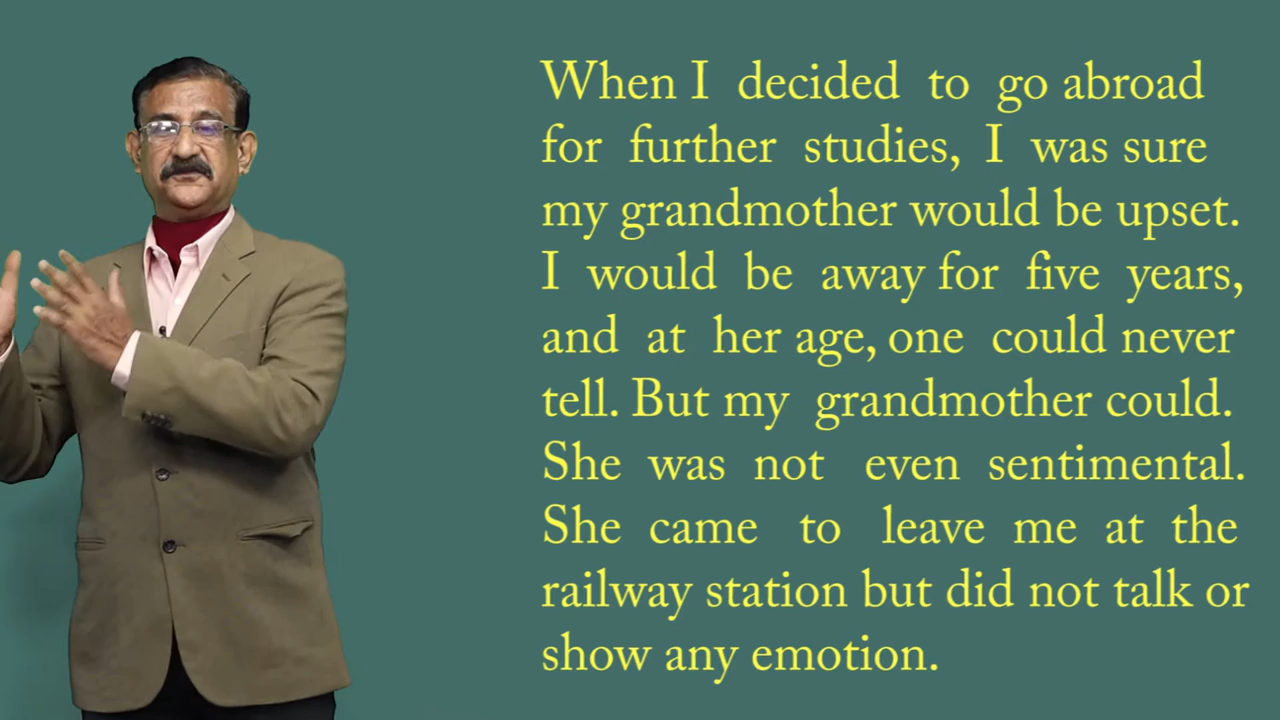 When I decided to go abroad
for further studies, I was sure
my grandmother would be upset.
I would be away for five years,
and at her age, one could never
tell. But my grandmother could.
She was not even sentimental.
She came to leave me at the
railway station but did not talk or
show any emotion.